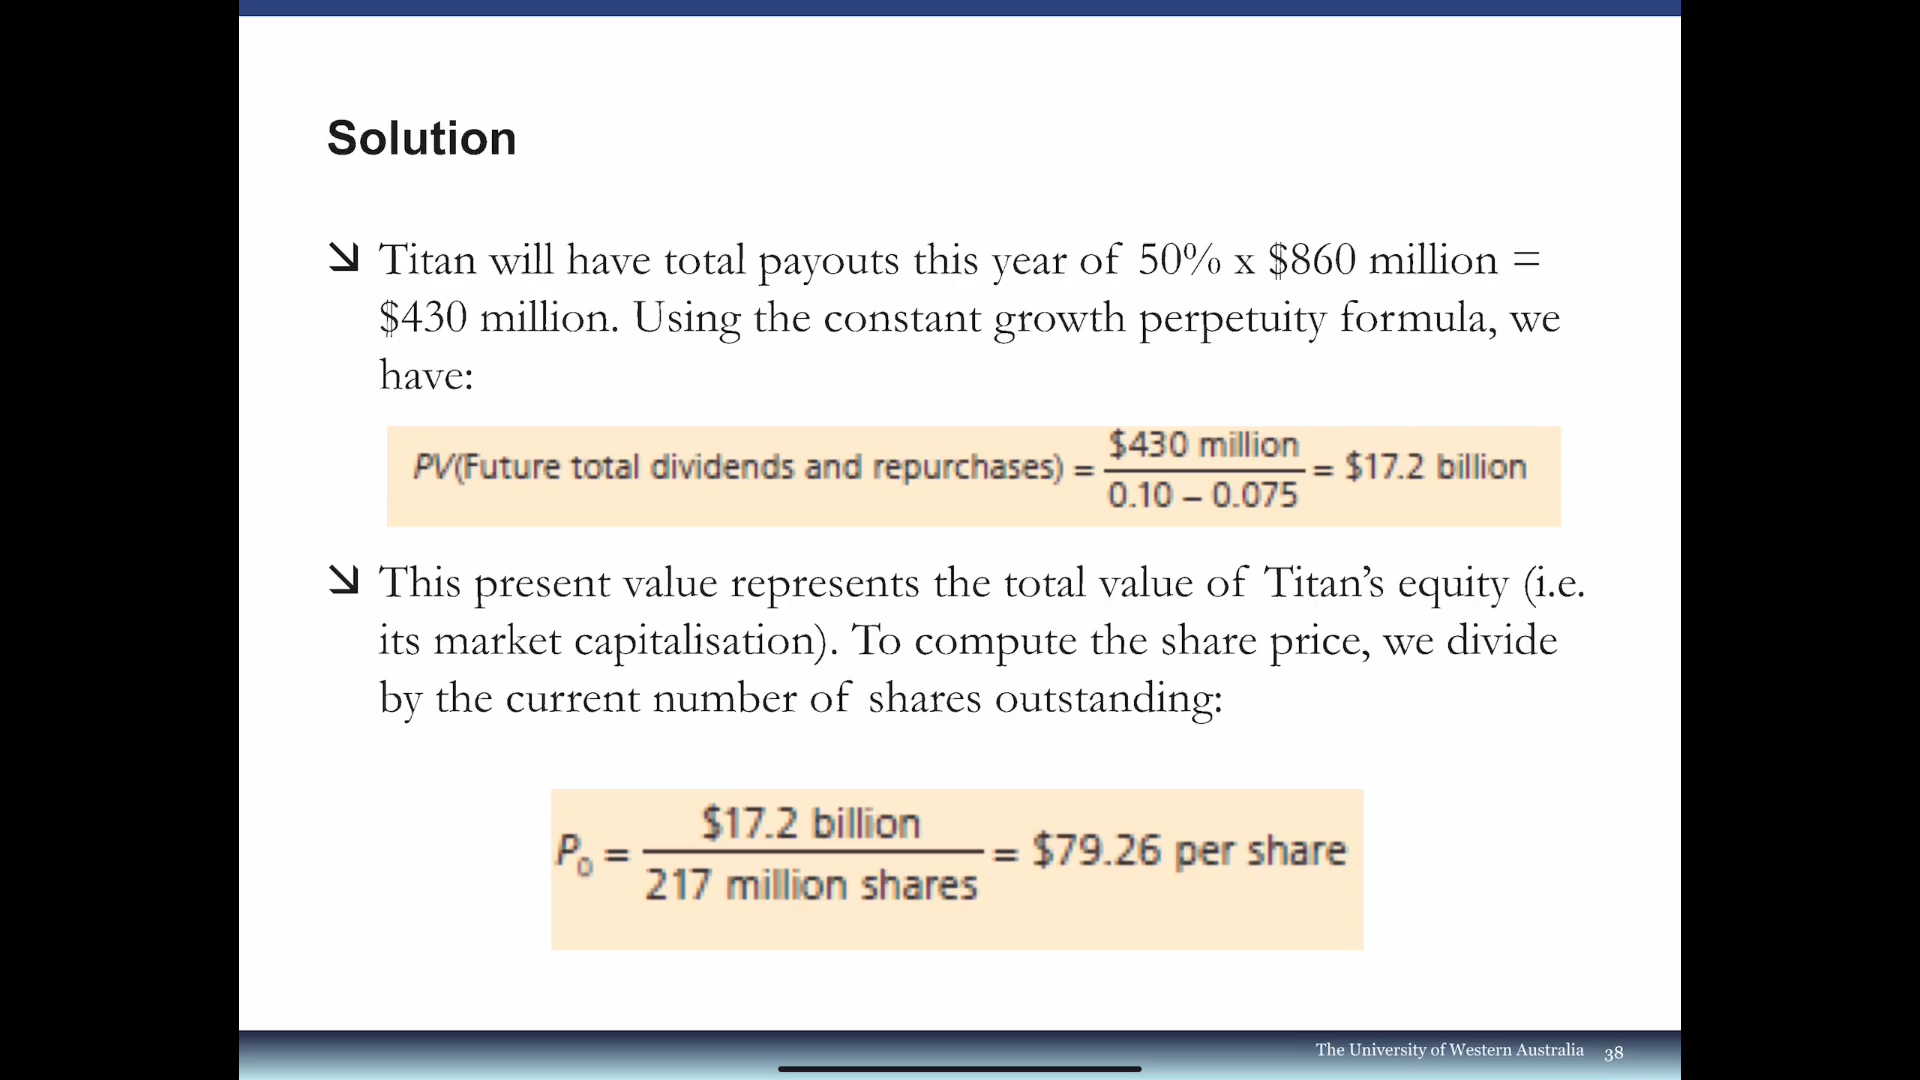 Solution
Titan will have total payouts this year of 50% x $860 million =
$430 million. Using the constant growth perpetuity formula, we
have:
PV(Future total dividends and repurchases) = $430 million / 0.10 – 0.075 = $17.2 billion
This present value represents the total value of Titan’s equity (i.e.
its market capitalisation). To compute the share price, we divide
by the current number of shares outstanding:
P0 = $17.2 billion / 217 million shares = $79.26 per share
The University of Western Australia 38